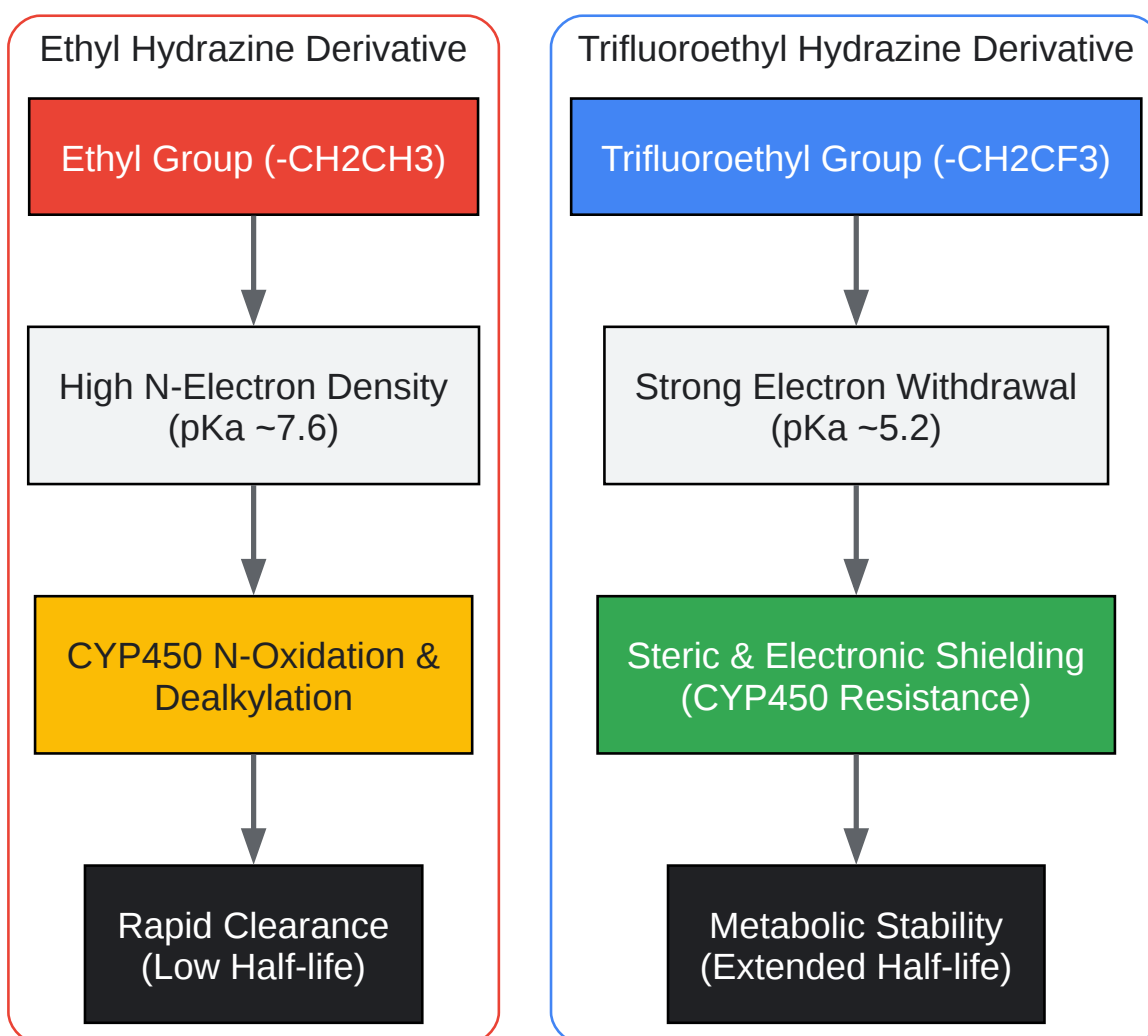 Ethyl Hydrazine Derivative
Ethyl Group (-CH2CH3)
High N-Electron Density
(pKa ~7.6)
CYP450 N-Oxidation &
Dealkylation
Rapid Clearance
(Low Half-life)
Trifluoroethyl Hydrazine Derivative
Trifluoroethyl Group (-CH2CF3)
Strong Electron Withdrawal
(pKa ~5.2)
Steric & Electronic Shielding
(CYP450 Resistance)
Metabolic Stability
(Extended Half-life)